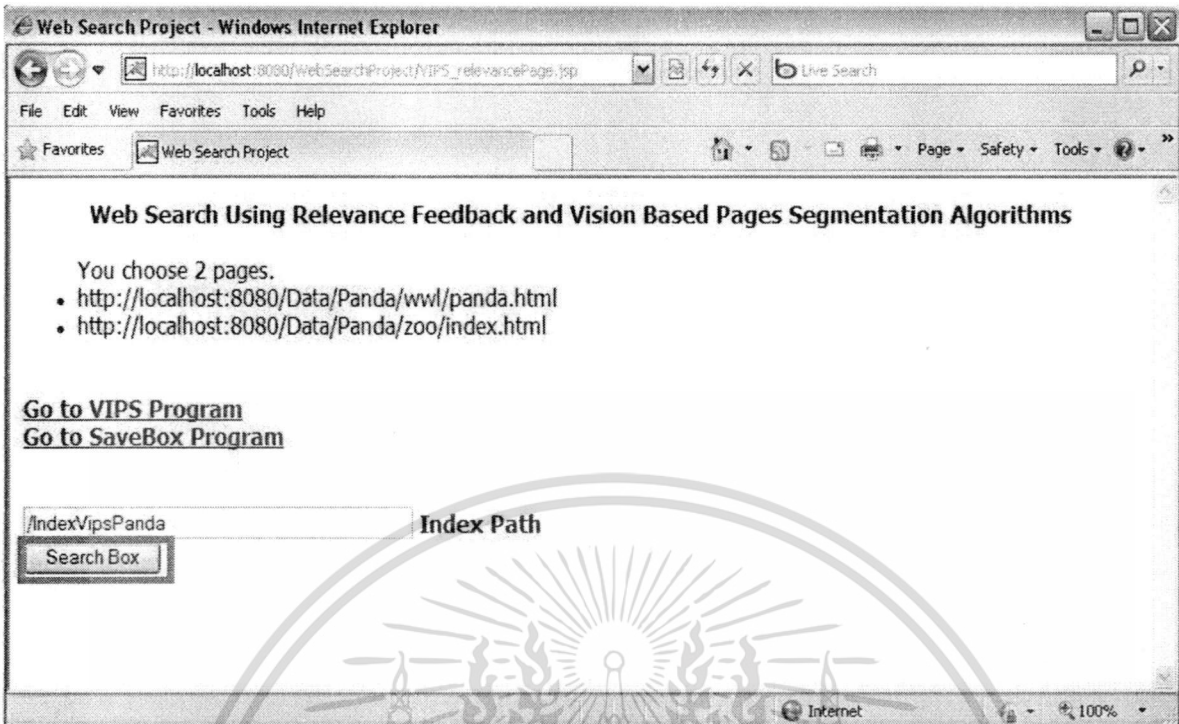 Web Search Project - Windows Internet Explorer
http://localhost:8080/WebSearchProject/VIPS_relevancePage.jsp
Live Search
File Edit View Favorites Tools Help
Favorites Web Search Project Page Safety Tools »
Web Search Using Relevance Feedback and Vision Based Pages Segmentation Algorithms
You choose 2 pages.
• http://localhost:8080/Data/Panda/wwl/panda.html
• http://localhost:8080/Data/Panda/zoo/index.html
Go to VIPS Program
Go to SaveBox Program
/IndexVipsPanda Index Path
Search Box
Internet 100%